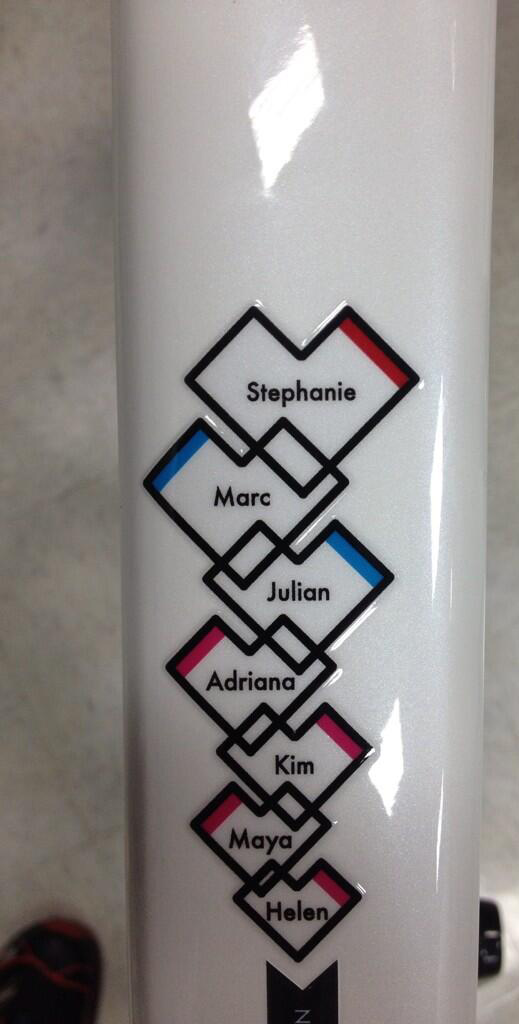 Stephanie
Marc
Julian
Adriana
Kim
Maya
Helen
N